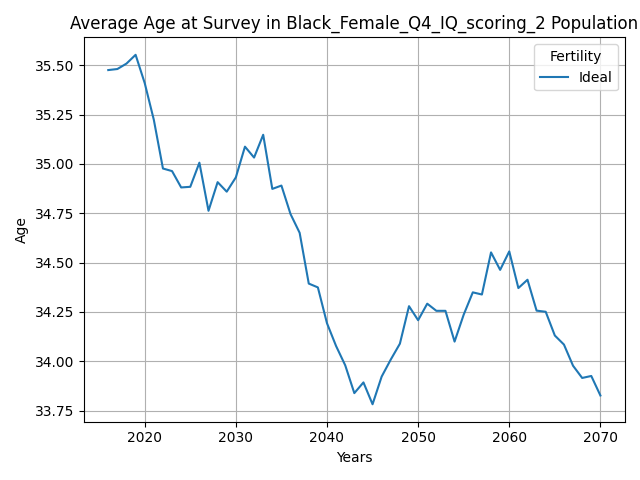 Average Age at Survey in Black_Female_Q4_IQ_scoring_2 Population
Fertility
Ideal
Age
35.50
35.25
35.00
34.75
34.50
34.25
34.00
33.75
2020 2030 2040 2050 2060 2070
Years